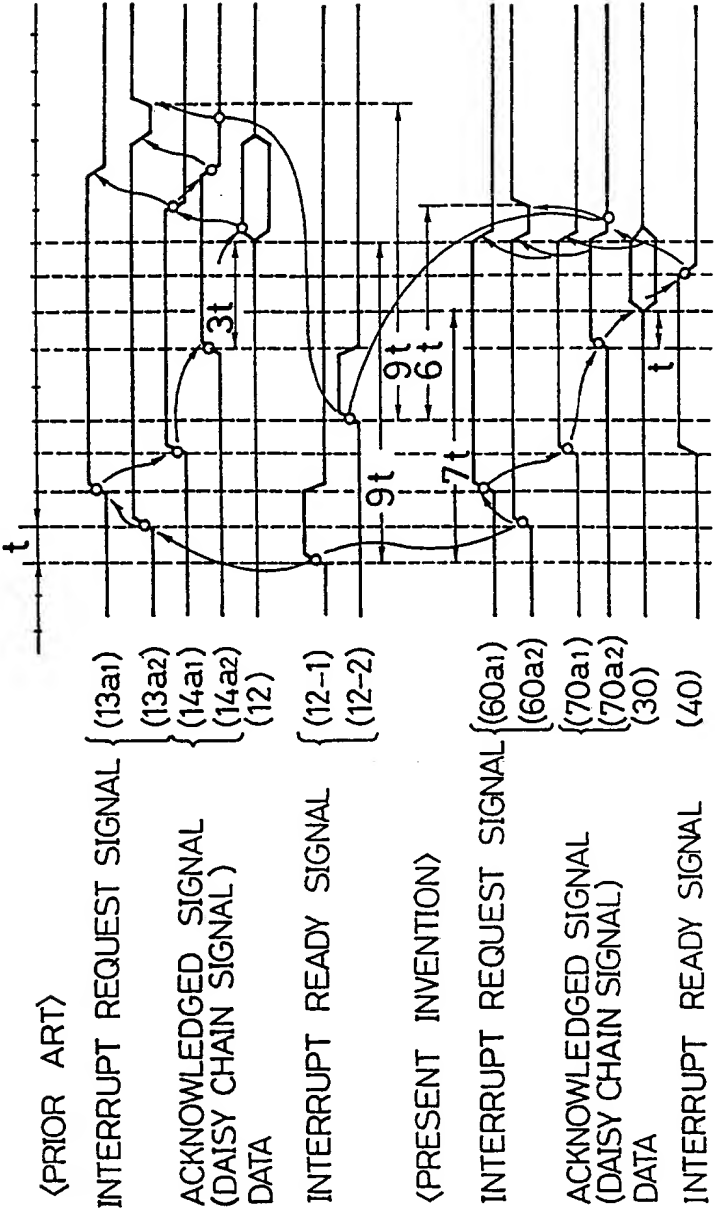 t
〈PRIOR ART〉
INTERRUPT REQUEST SIGNAL {(13a1)
(13a2)
ACKNOWLEDGED SIGNAL {(14a1)
(DAISY CHAIN SIGNAL) (14a2)
DATA (12)
3t
INTERRUPT READY SIGNAL {(12-1)
(12-2)
9t
9t
6t
7t
〈PRESENT INVENTION〉
INTERRUPT REQUEST SIGNAL {(60a1)
(60a2)
ACKNOWLEDGED SIGNAL {(70a1)
(DAISY CHAIN SIGNAL) (70a2)
DATA (30)
t
INTERRUPT READY SIGNAL (40)